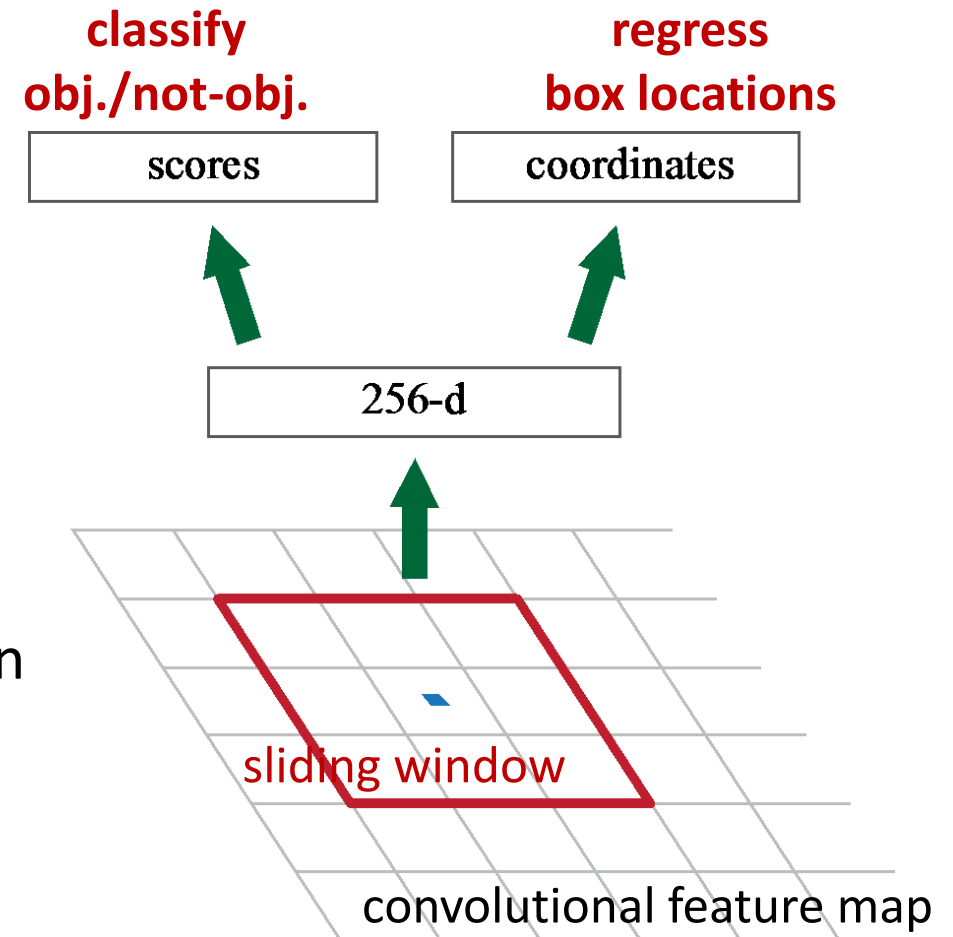 classify
obj./not-obj.
regress
box locations
scores
coordinates
256-d
n
sliding window
convolutional feature map